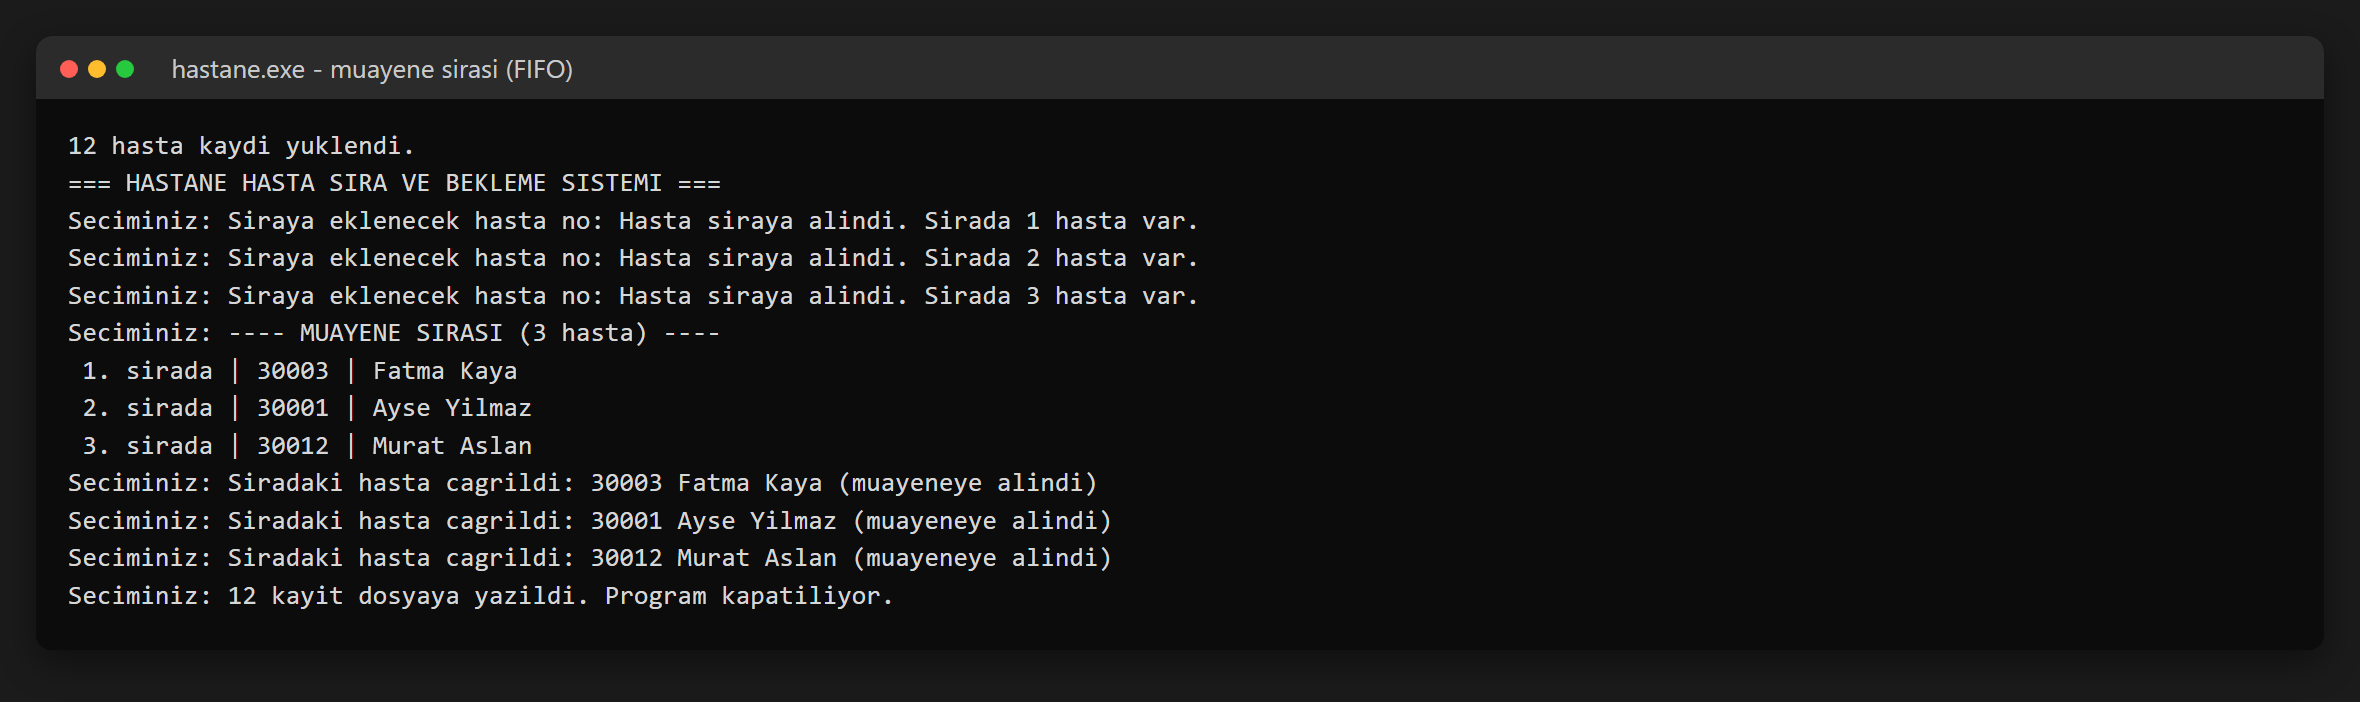 hastane.exe - muayene sirasi (FIFO)
12 hasta kaydi yuklendi.
=== HASTANE HASTA SIRA VE BEKLEME SISTEMI ===
Seciminiz: Siraya eklenecek hasta no: Hasta siraya alindi. Sirada 1 hasta var.
Seciminiz: Siraya eklenecek hasta no: Hasta siraya alindi. Sirada 2 hasta var.
Seciminiz: Siraya eklenecek hasta no: Hasta siraya alindi. Sirada 3 hasta var.
Seciminiz: ---- MUAYENE SIRASI (3 hasta) ----
 1. sirada | 30003 | Fatma Kaya
 2. sirada | 30001 | Ayse Yilmaz
 3. sirada | 30012 | Murat Aslan
Seciminiz: Siradaki hasta cagrildi: 30003 Fatma Kaya (muayeneye alindi)
Seciminiz: Siradaki hasta cagrildi: 30001 Ayse Yilmaz (muayeneye alindi)
Seciminiz: Siradaki hasta cagrildi: 30012 Murat Aslan (muayeneye alindi)
Seciminiz: 12 kayit dosyaya yazildi. Program kapatiliyor.